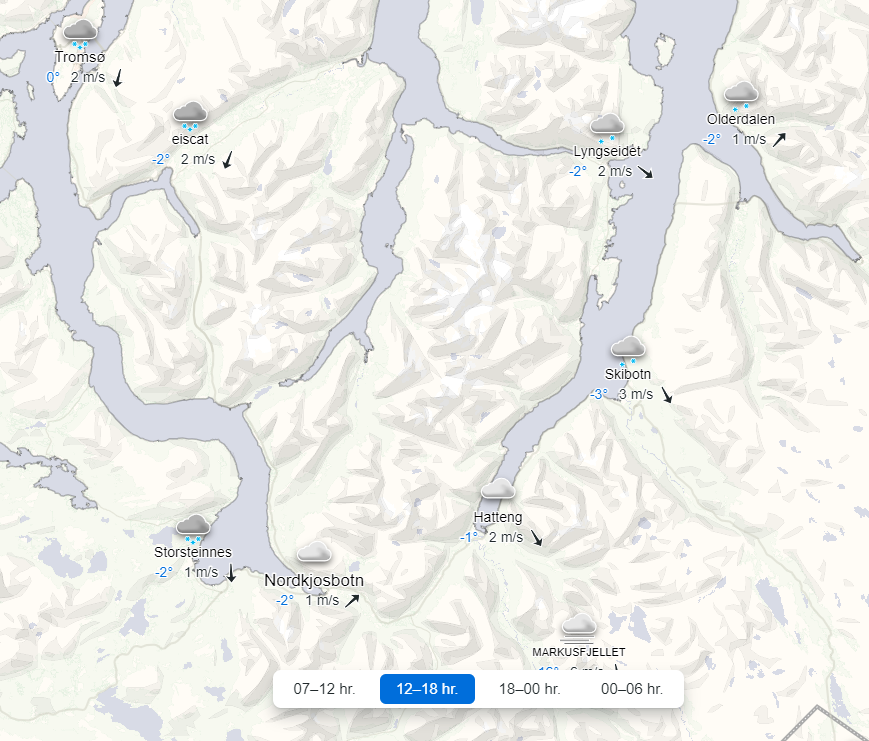 Tromsø
0° 2 m/s
eiscat
-2° 2 m/s
Olderdalen
-2° 1 m/s
Lyngseidet
-2° 2 m/s
Skibotn
-3° 3 m/s
Hatteng
-1° 2 m/s
Storsteinnes
-2° 1 m/s
Nordkjosbotn
-2° 1 m/s
MARKUSFJELLET
07–12 hr. 12–18 hr. 18–00 hr. 00–06 hr.